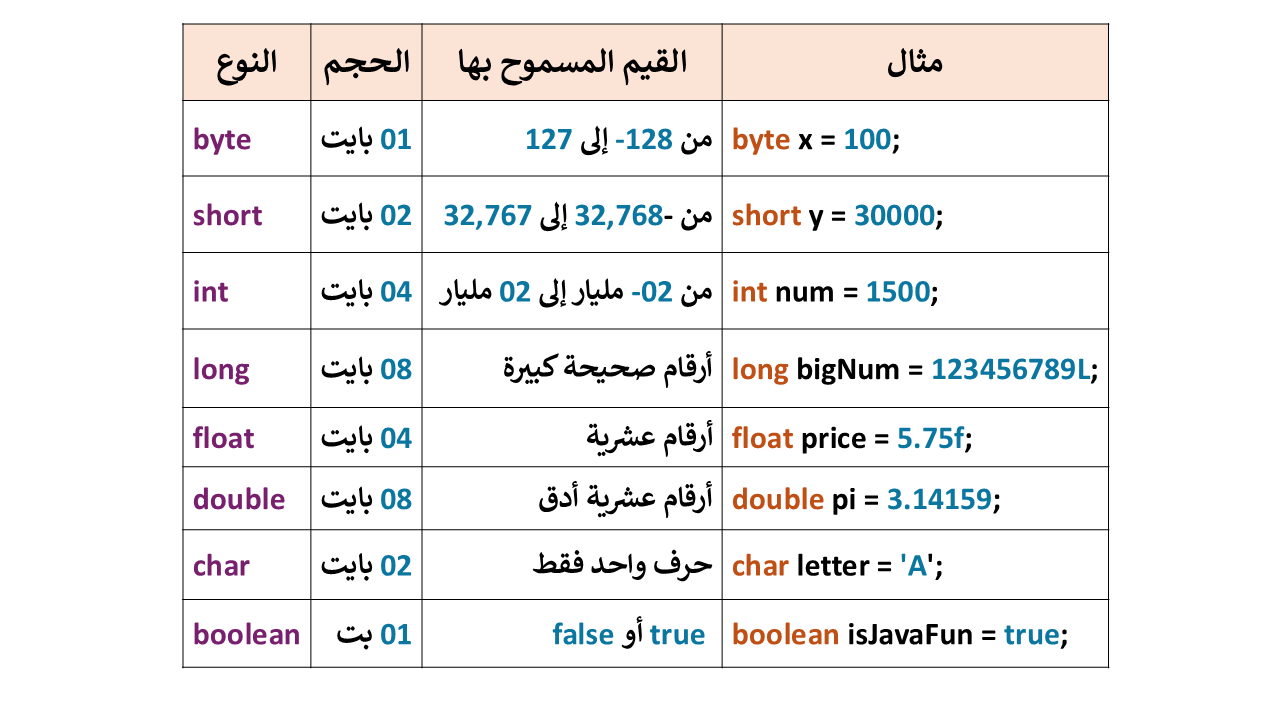 النوع الحجم القيم المسموح بها مثال
byte 01 بايت من 128- إلى 127 byte x = 100;
short 02 بايت من -32,768 إلى 32,767 short y = 30000;
int 04 بايت من 02- مليار إلى 02 مليار int num = 1500;
long 08 بايت أرقام صحيحة كبيرة long bigNum = 123456789L;
float 04 بايت أرقام عشرية float price = 5.75f;
double 08 بايت أرقام عشرية أدق double pi = 3.14159;
char 02 بايت حرف واحد فقط char letter = 'A';
boolean 01 بت true أو false boolean isJavaFun = true;